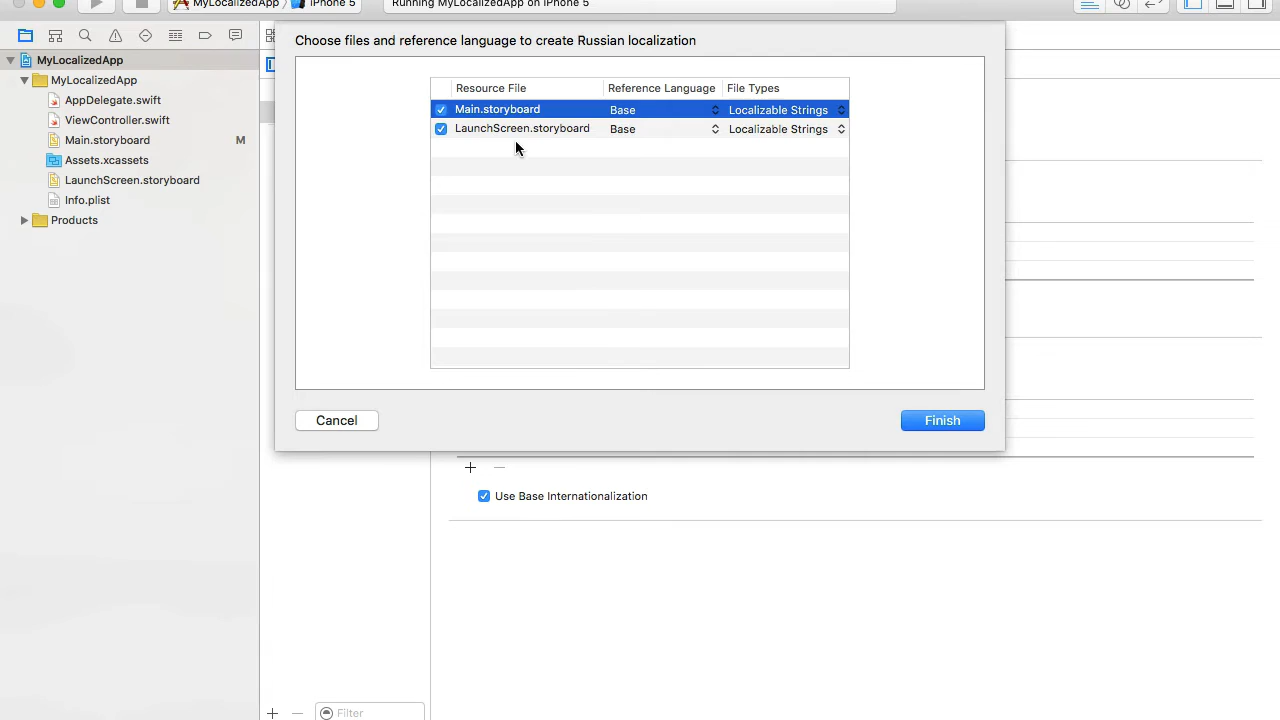 MyLocalizedApp
iPhone 5
Running MyLocalizedApp on iPhone 5
Choose files and reference language to create Russian localization
MyLocalizedApp
MyLocalizedApp
AppDelegate.swift
ViewController.swift
Main.storyboard
M
Assets.xcassets
LaunchScreen.storyboard
Info.plist
Products
Resource File
Reference Language
File Types
Main.storyboard
Base
Localizable Strings
LaunchScreen.storyboard
Base
Localizable Strings
Cancel
Finish
Use Base Internationalization
Filter